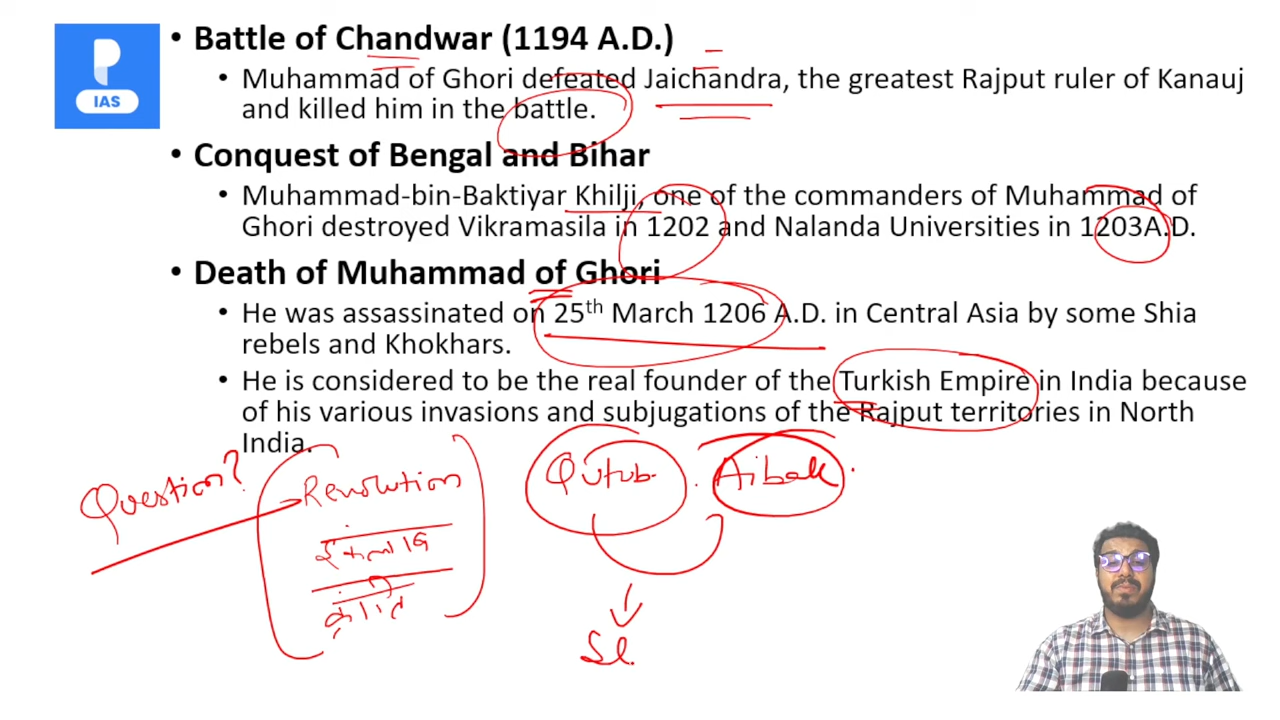 IAS
• Battle of Chandwar (1194 A.D.)
• Muhammad of Ghori defeated Jaichandra, the greatest Rajput ruler of Kanauj
and killed him in the battle.
• Conquest of Bengal and Bihar
• Muhammad-bin-Baktiyar Khilji, one of the commanders of Muhammad of
Ghori destroyed Vikramasila in 1202 and Nalanda Universities in 1203A.D.
• Death of Muhammad of Ghori
• He was assassinated on 25th March 1206 A.D. in Central Asia by some Shia
rebels and Khokhars.
• He is considered to be the real founder of the Turkish Empire in India because
of his various invasions and subjugations of the Rajput territories in North
India.
Question?
Revolution
Qutub. Aibak.
Sl.